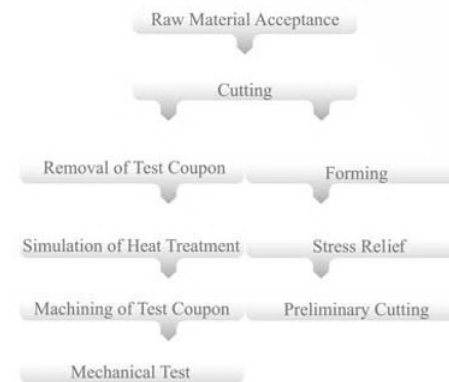 Raw Material Acceptance
Cutting
Removal of Test Coupon
Forming
Simulation of Heat Treatment
Stress Relief
Machining of Test Coupon
Preliminary Cutting
Mechanical Test